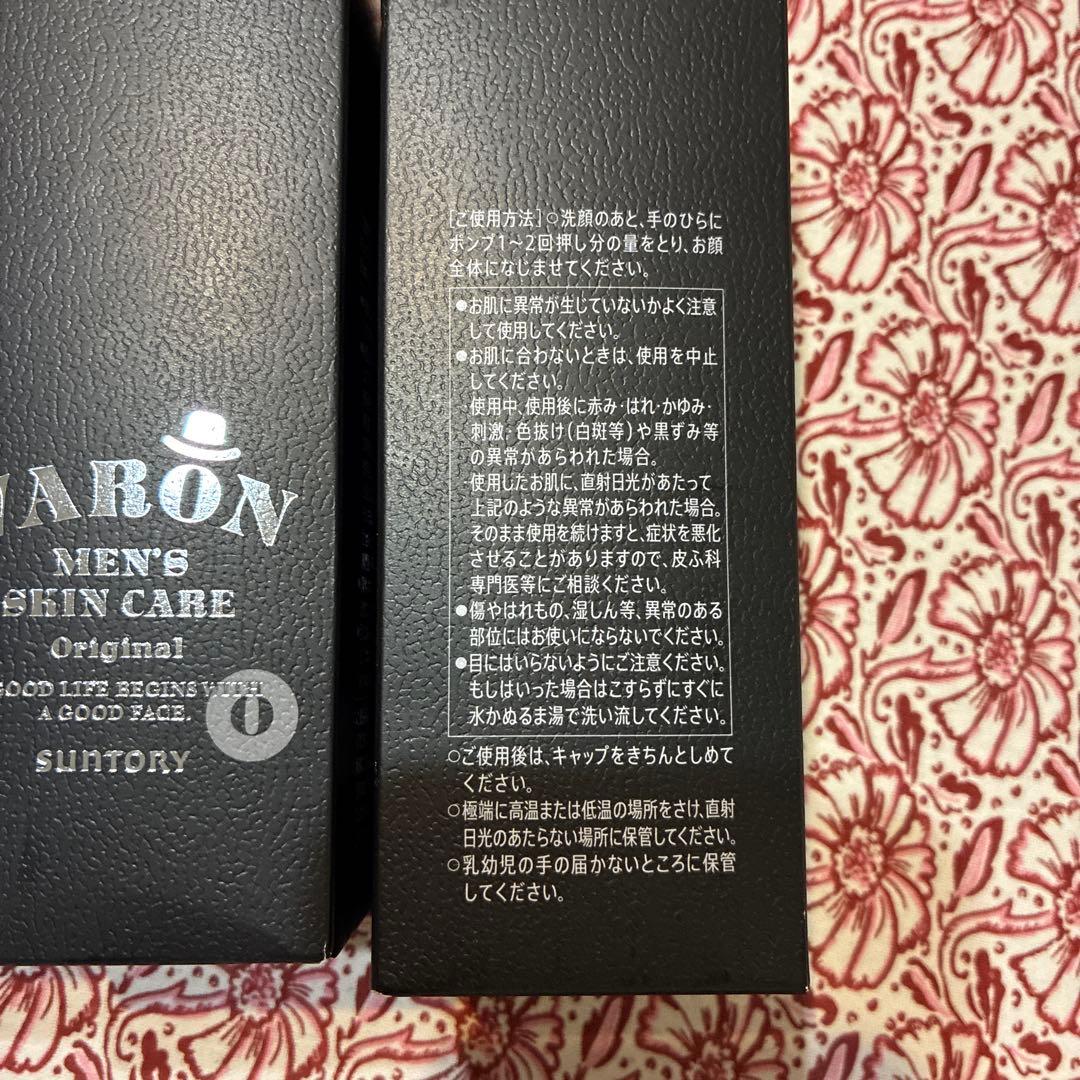 VARON
MEN'S
SKIN CARE
Original
GOOD LIFE BEGINS WITH
A GOOD FACE.
O
SUNTORY
[ご使用方法]○洗顔のあと、手のひらに
ポンプ1～2回押し分の量をとり、お顔
全体になじませてください。
●お肌に異常が生じていないかよく注意
して使用してください。
●お肌に合わないときは、使用を中止
してください。
・使用中、使用後に赤み・はれ・かゆみ・
刺激、色抜け(白斑等)や黒ずみ等
の異常があらわれた場合。
・使用したお肌に、直射日光があたって
上記のような異常があらわれた場合。
そのまま使用を続けますと、症状を悪化
させることがありますので、皮ふ科
専門医等にご相談ください。
●傷やはれもの、湿しん等、異常のある
部位にはお使いにならないでください。
●目にはいらないようにご注意ください。
もしはいった場合はこすらずにすぐに
水かぬるま湯で洗い流してください。
○ご使用後は、キャップをきちんとしめて
ください。
○極端に高温または低温の場所をさけ、直射
日光のあたらない場所に保管してください。
○乳幼児の手の届かないところに保管
してください。